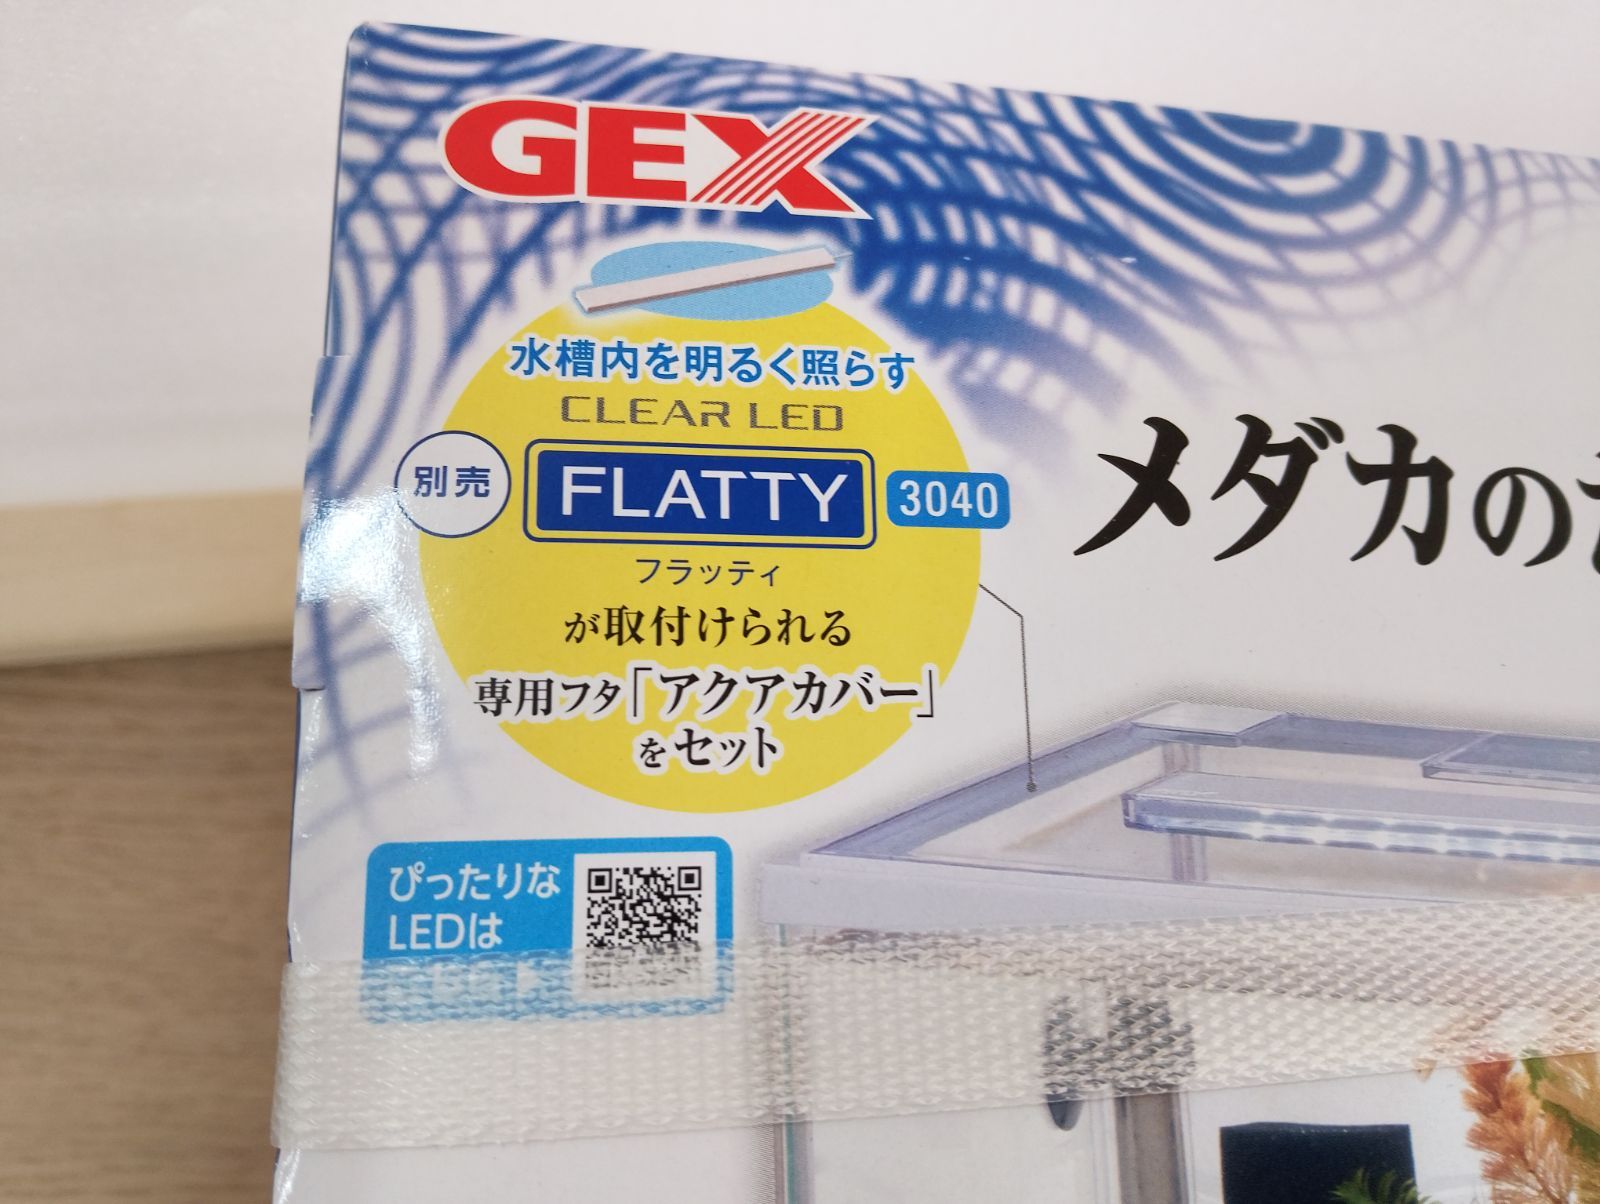 GEX
水槽内を明るく照らす
CLEAR LED
別売
FLATTY
3040
フラッティ
が取付けられる
専用フタ「アクアカバー」
をセット
メダカの
ぴったりな
LEDは